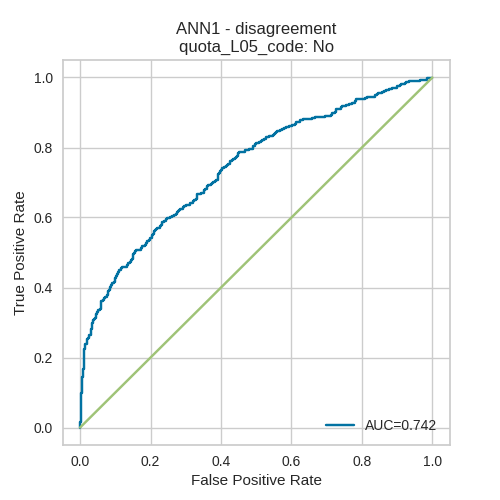 ANN1 - disagreement
quota_L05_code: No
1.0
0.8
0.6
0.4
0.2
0.0
True Positive Rate
AUC=0.742
0.0 0.2 0.4 0.6 0.8 1.0
False Positive Rate